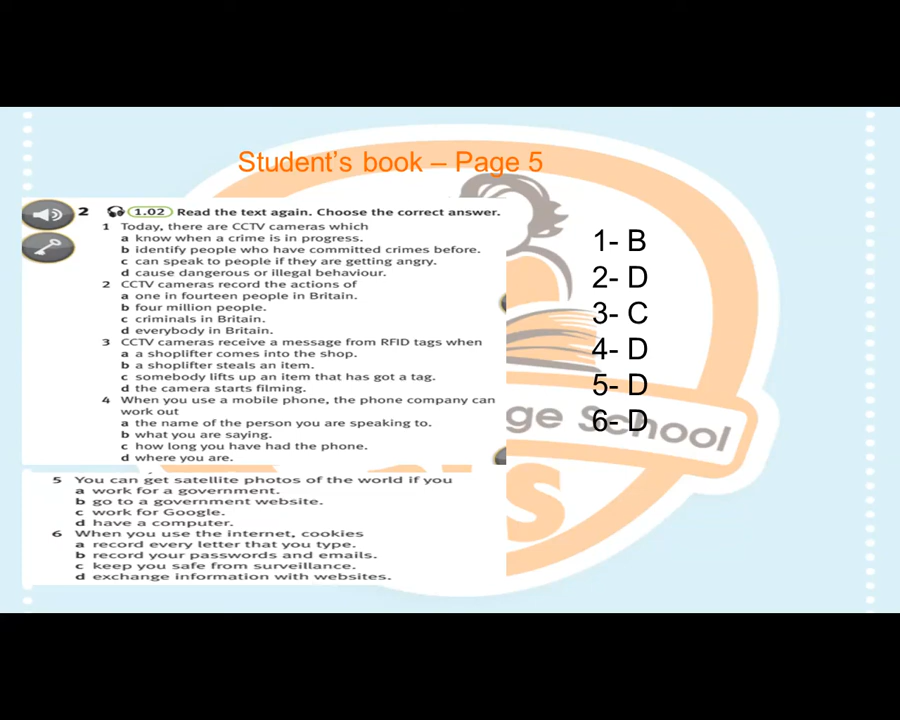 Student's book – Page 5
2 1.02 Read the text again. Choose the correct answer.
1 Today, there are CCTV cameras which
a know when a crime is in progress.
b identify people who have committed crimes before.
c can speak to people if they are getting angry.
d cause dangerous or illegal behaviour.
2 CCTV cameras record the actions of
a one in fourteen people in Britain.
b four million people.
c criminals in Britain.
d everybody in Britain.
3 CCTV cameras receive a message from RFID tags when
a a shoplifter comes into the shop.
b a shoplifter steals an item.
c somebody lifts up an item that has got a tag.
d the camera starts filming.
4 When you use a mobile phone, the phone company can
work out
a the name of the person you are speaking to.
b what you are saying.
c how long you have had the phone.
d where you are.
5 You can get satellite photos of the world if you
a work for a government.
b go to a government website.
c work for Google.
d have a computer.
6 When you use the internet, cookies
a record every letter that you type.
b record your passwords and emails.
c keep you safe from surveillance.
d exchange information with websites.
1- B
2- D
3- C
4- D
5- D
6- D
ge School